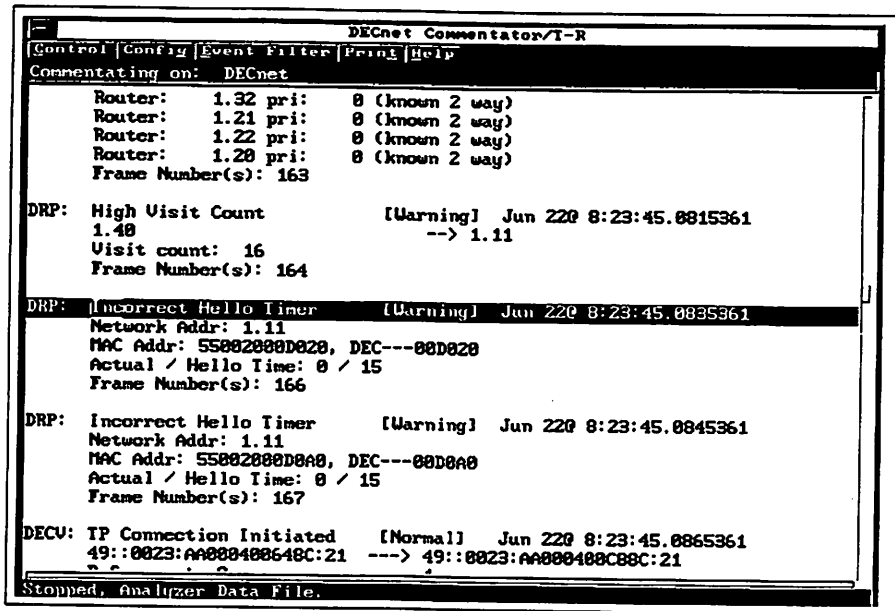 DECnet Commentator/T-R
Control Config Event Filter Print Help
Commentating on: DECnet
Router: 1.32 pri: 0 (known 2 way)
Router: 1.21 pri: 0 (known 2 way)
Router: 1.22 pri: 0 (known 2 way)
Router: 1.20 pri: 0 (known 2 way)
Frame Number(s): 163
DRP: High Visit Count [Warning] Jun 22@ 8:23:45.0815361
1.40 --> 1.11
Visit count: 16
Frame Number(s): 164
DRP: Incorrect Hello Timer [Warning] Jun 22@ 8:23:45.0835361
Network Addr: 1.11
MAC Addr: 55002000D020, DEC---00D020
Actual / Hello Time: 0 / 15
Frame Number(s): 166
DRP: Incorrect Hello Timer [Warning] Jun 22@ 8:23:45.0845361
Network Addr: 1.11
MAC Addr: 55002000D0A0, DEC---00D0A0
Actual / Hello Time: 0 / 15
Frame Number(s): 167
DECV: TP Connection Initiated [Normal] Jun 22@ 8:23:45.0865361
49::0023:AA000400648C:21 ---> 49::0023:AA000400C88C:21
Stopped, Analyzer Data File.